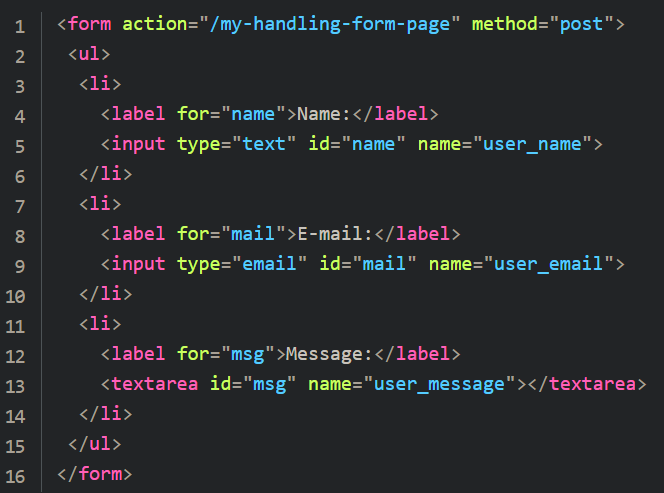 1 <form action="/my-handling-form-page" method="post">
2  <ul>
3   <li>
4     <label for="name">Name:</label>
5     <input type="text" id="name" name="user_name">
6   </li>
7   <li>
8     <label for="mail">E-mail:</label>
9     <input type="email" id="mail" name="user_email">
10   </li>
11   <li>
12     <label for="msg">Message:</label>
13     <textarea id="msg" name="user_message"></textarea>
14   </li>
15  </ul>
16 </form>